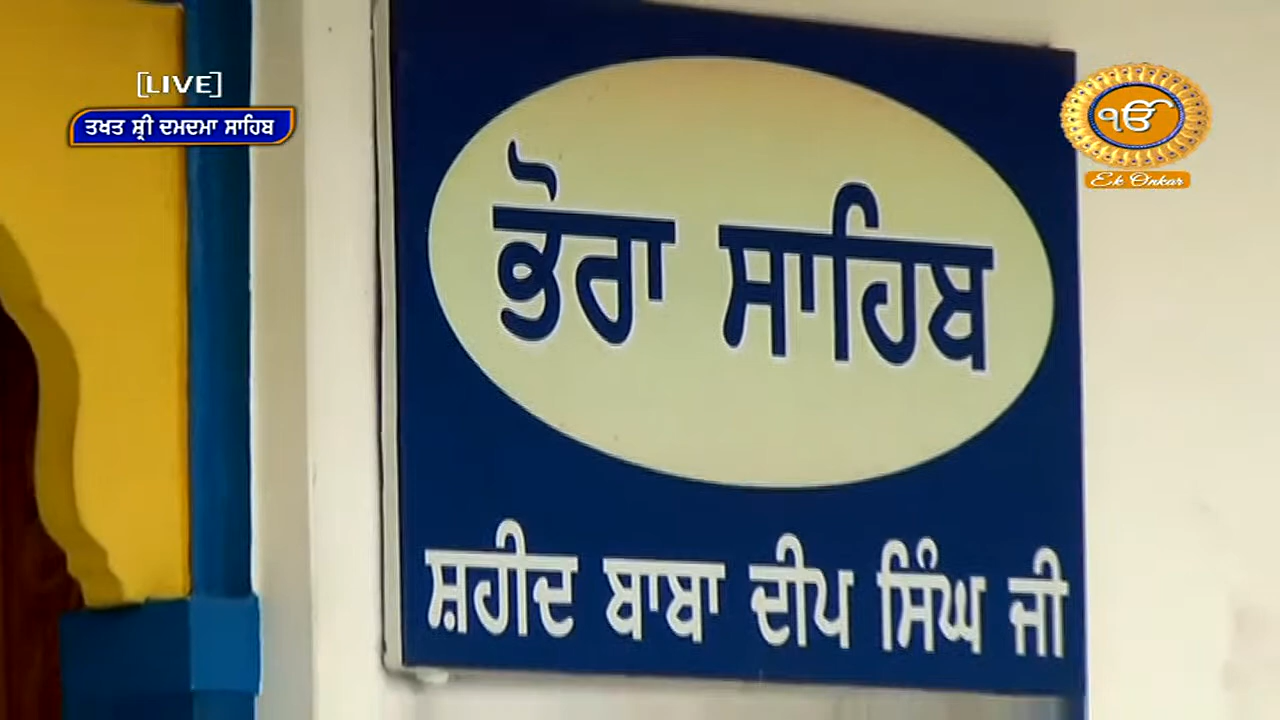 [LIVE]
ਤਖਤ ਸ਼੍ਰੀ ਦਮਦਮਾ ਸਾਹਿਬ
ੴ
Ek Onkar
ਭੋਰਾ ਸਾਹਿਬ
ਸ਼ਹੀਦ ਬਾਬਾ ਦੀਪ ਸਿੰਘ ਜੀ